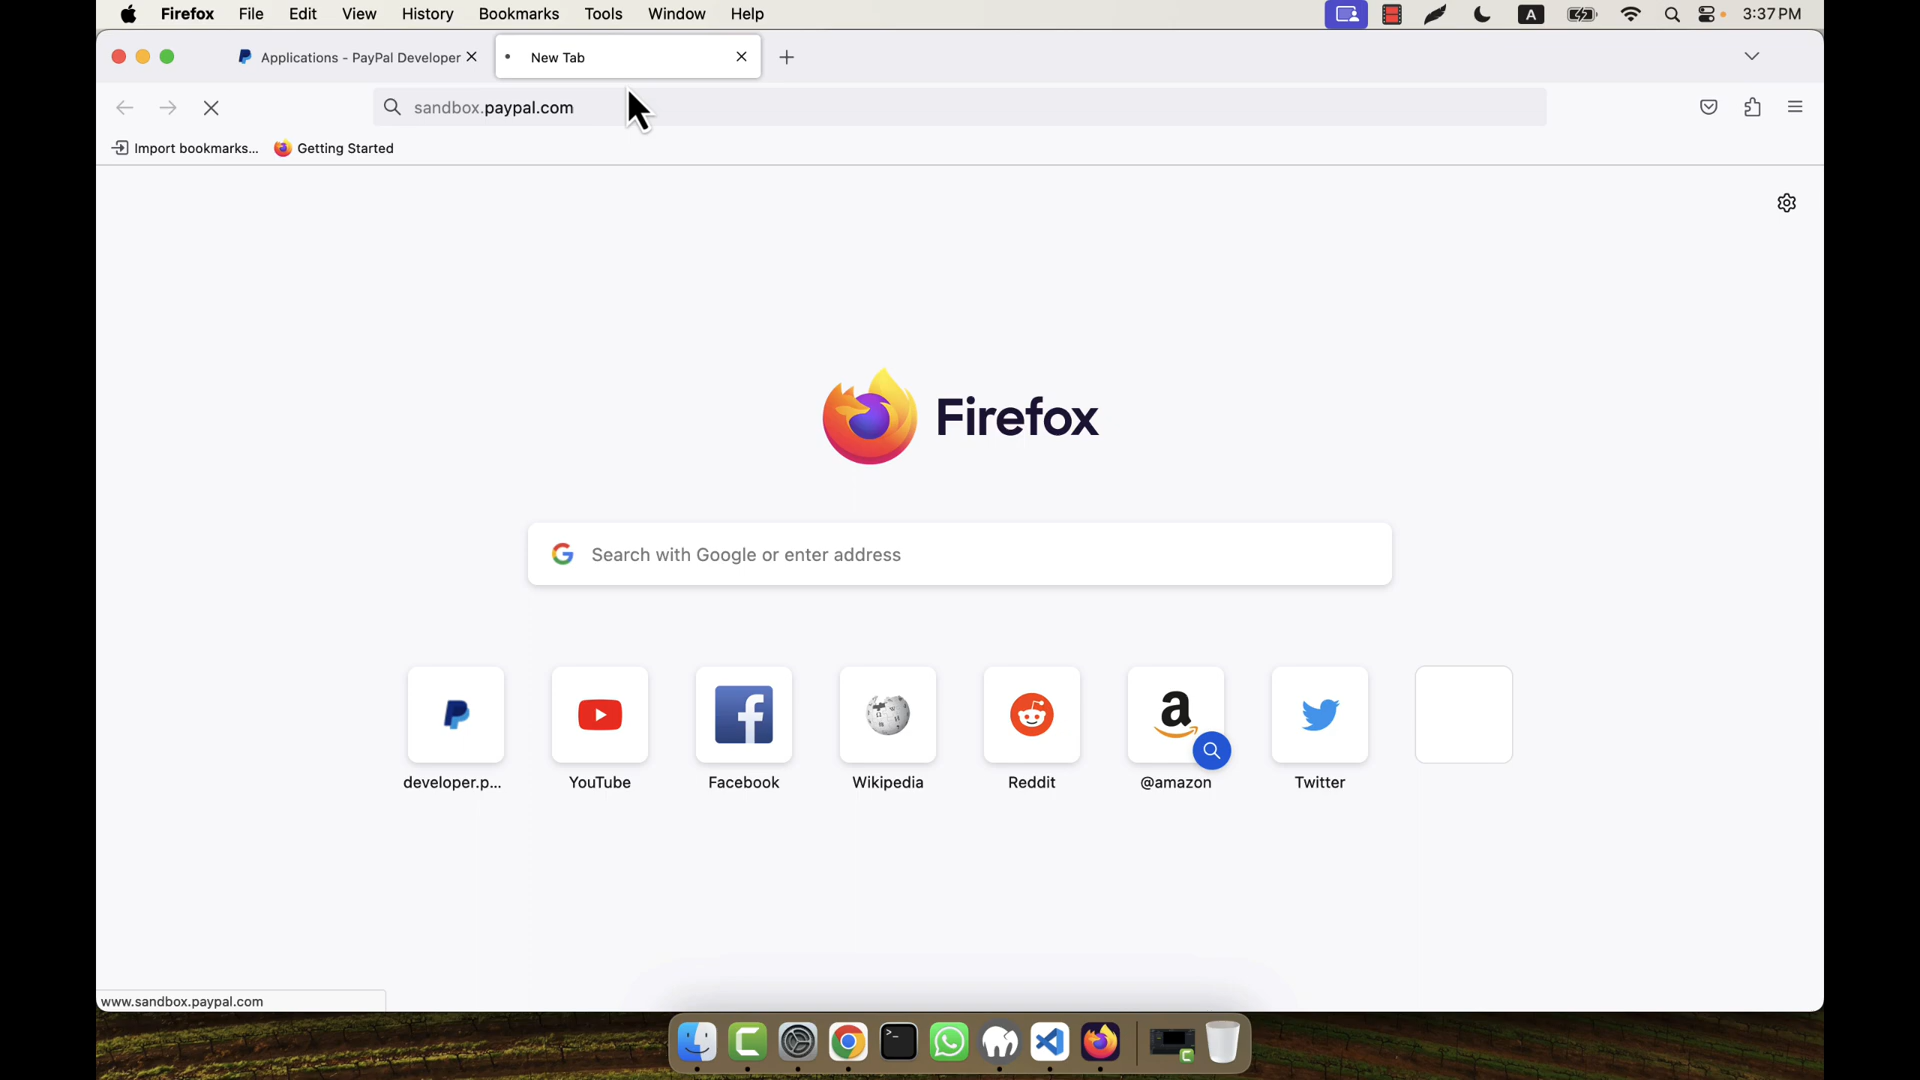 Firefox File Edit View History Bookmarks Tools Window Help A 3:37 PM
Applications - PayPal Developer New Tab
sandbox.paypal.com
Import bookmarks... Getting Started
Firefox
Search with Google or enter address
developer.p... YouTube Facebook Wikipedia Reddit @amazon Twitter
www.sandbox.paypal.com